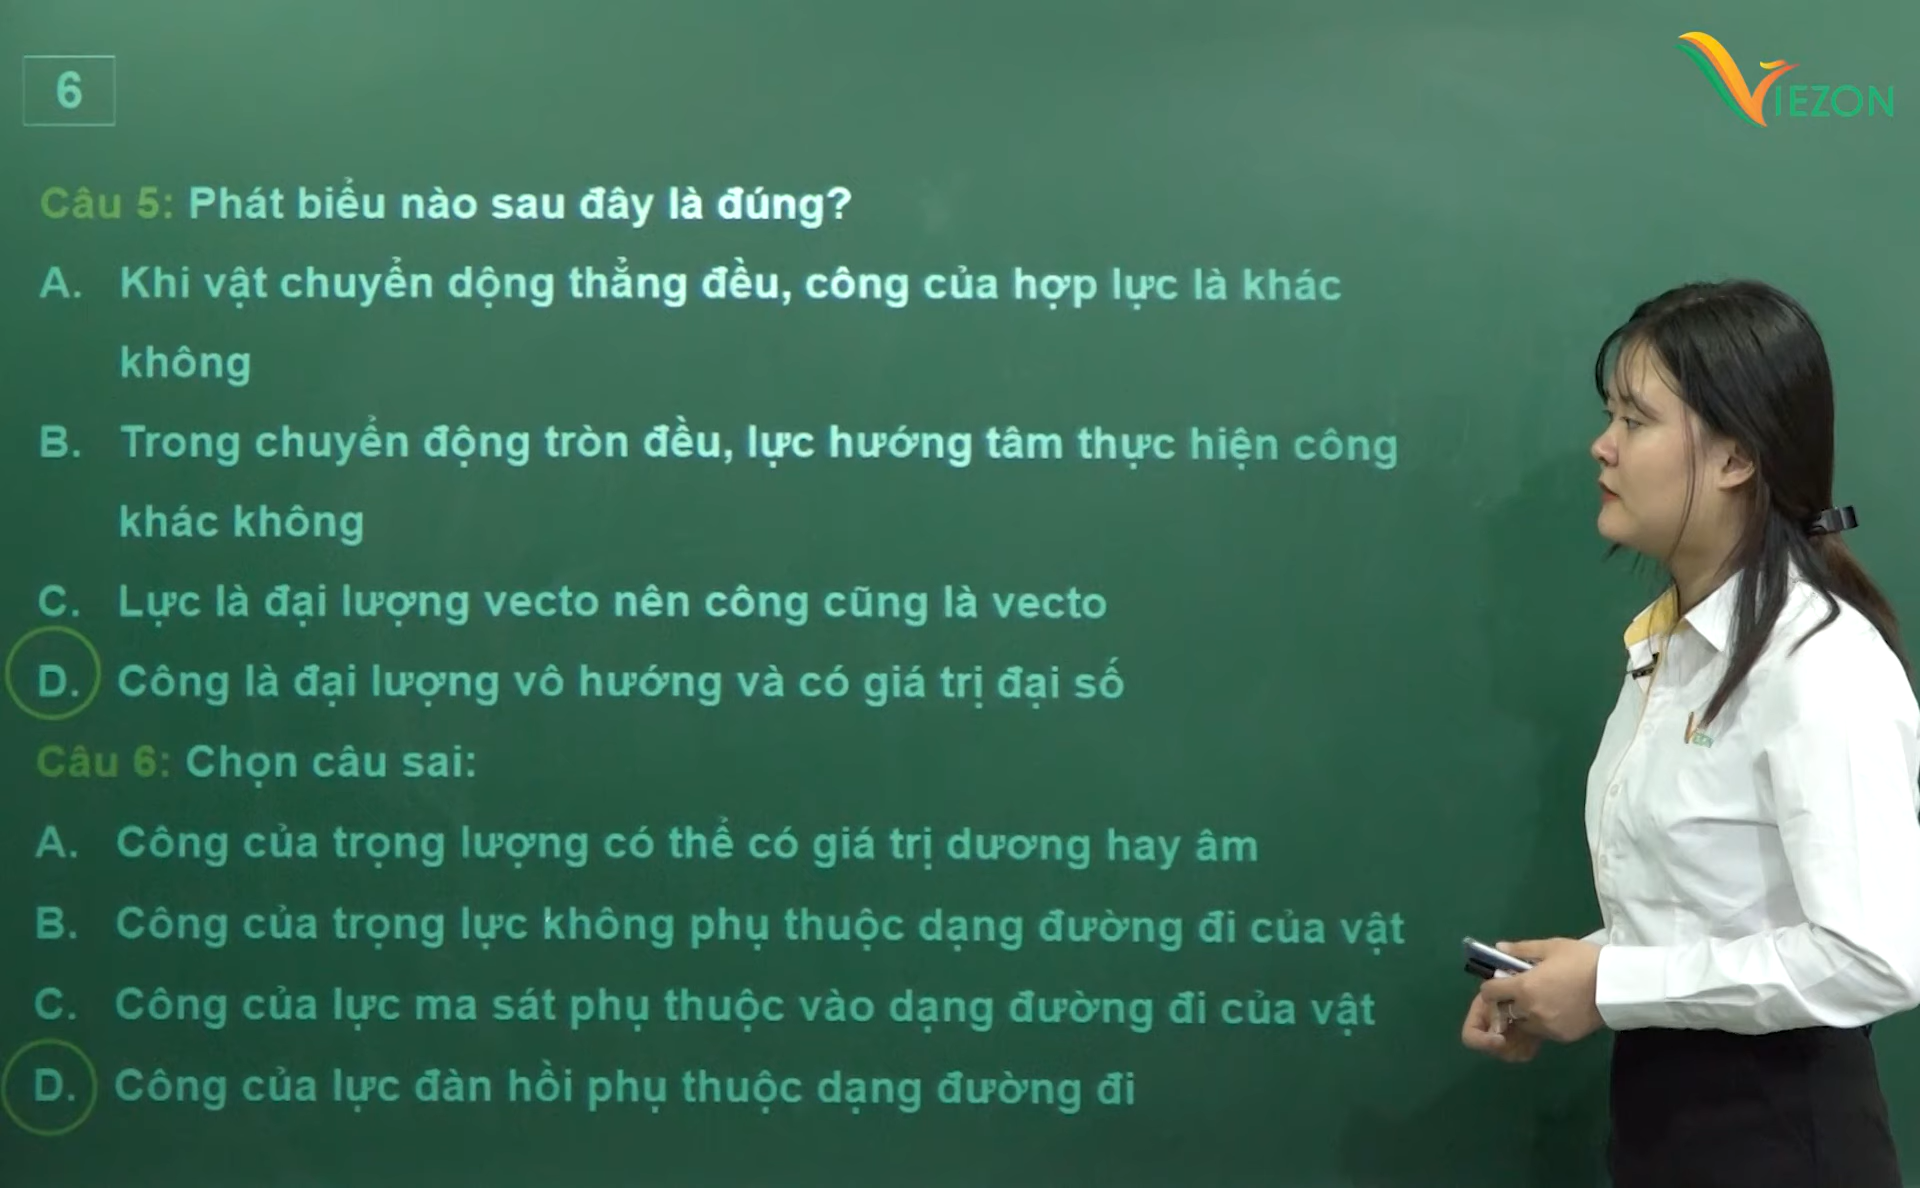 VIEZON
6
Câu 5: Phát biểu nào sau đây là đúng?
A. Khi vật chuyển dộng thẳng đều, công của hợp lực là khác
không
B. Trong chuyển động tròn đều, lực hướng tâm thực hiện công
khác không
C. Lực là đại lượng vecto nên công cũng là vecto
D. Công là đại lượng vô hướng và có giá trị đại số
Câu 6: Chọn câu sai:
A. Công của trọng lượng có thể có giá trị dương hay âm
B. Công của trọng lực không phụ thuộc dạng đường đi của vật
C. Công của lực ma sát phụ thuộc vào dạng đường đi của vật
D. Công của lực đàn hồi phụ thuộc dạng đường đi
VIEZON